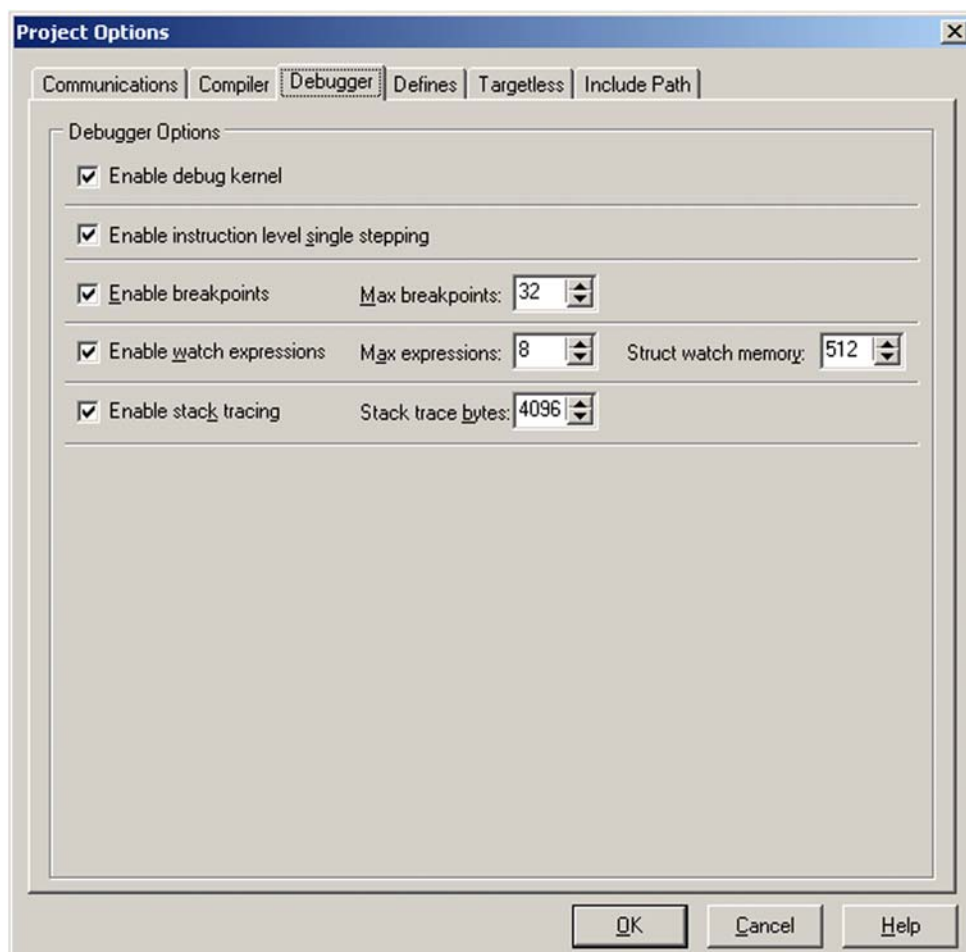 Project Options
Communications Compiler Debugger Defines Targetless Include Path
Debugger Options
Enable debug kernel
Enable instruction level single stepping
Enable breakpoints Max breakpoints: 32
Enable watch expressions Max expressions: 8 Struct watch memory: 512
Enable stack tracing Stack trace bytes: 4096
OK Cancel Help